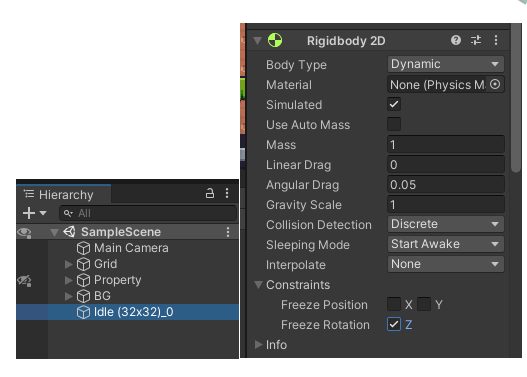 Hierarchy
All
SampleScene
Main Camera
Grid
Property
BG
Idle (32x32)_0
Rigidbody 2D
Body Type Dynamic
Material None (Physics M
Simulated
Use Auto Mass
Mass 1
Linear Drag 0
Angular Drag 0.05
Gravity Scale 1
Collision Detection Discrete
Sleeping Mode Start Awake
Interpolate None
Constraints
Freeze Position X Y
Freeze Rotation Z
Info